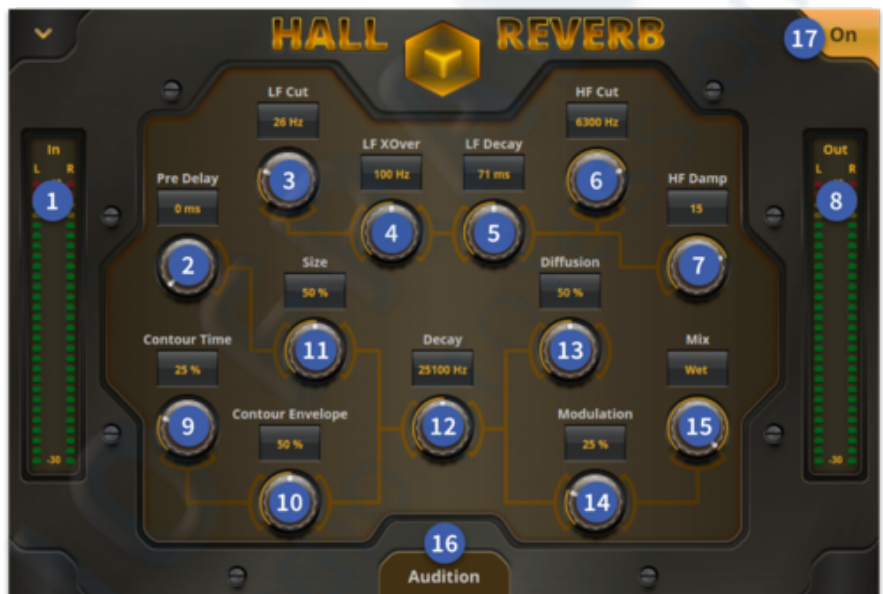 HALL REVERB
17 On
LF Cut
26 Hz
3
HF Cut
6300 Hz
6
LF XOver
100 Hz
4
LF Decay
71 ms
5
In
L R
1
-30
Pre Delay
0 ms
2
HF Damp
15
7
Out
L R
8
-30
Size
50 %
11
Diffusion
50 %
13
Contour Time
25 %
9
Decay
25100 Hz
12
Mix
Wet
15
Contour Envelope
50 %
10
Modulation
25 %
14
16
Audition